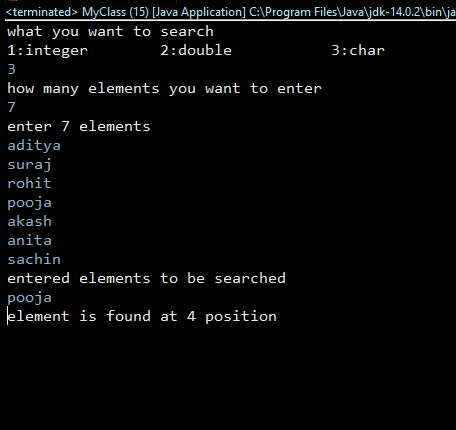 <terminated> MyClass (15) [Java Application] C:\Program Files\Java\jdk-14.0.2\bin\ja
what you want to search
1:integer 2:double 3:char
3
how many elements you want to enter
7
enter 7 elements
aditya
suraj
rohit
pooja
akash
anita
sachin
entered elements to be searched
pooja
element is found at 4 position